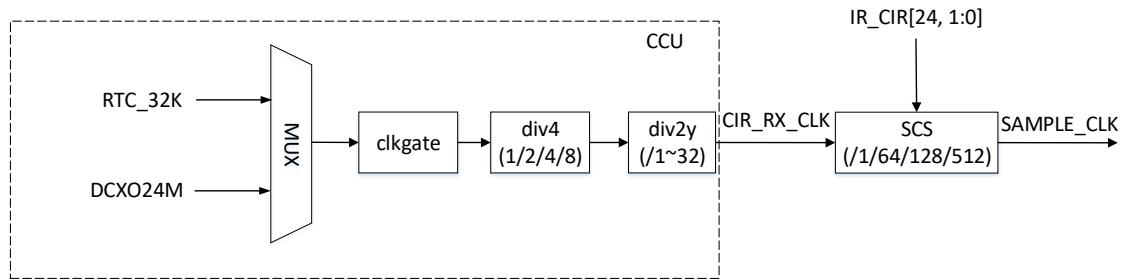 IR_CIR[24, 1:0]
CCU
RTC_32K
DCXO24M
MUX
clkgate
div4
(1/2/4/8)
div2y
(/1~32)
CIR_RX_CLK
SCS
(/1/64/128/512)
SAMPLE_CLK